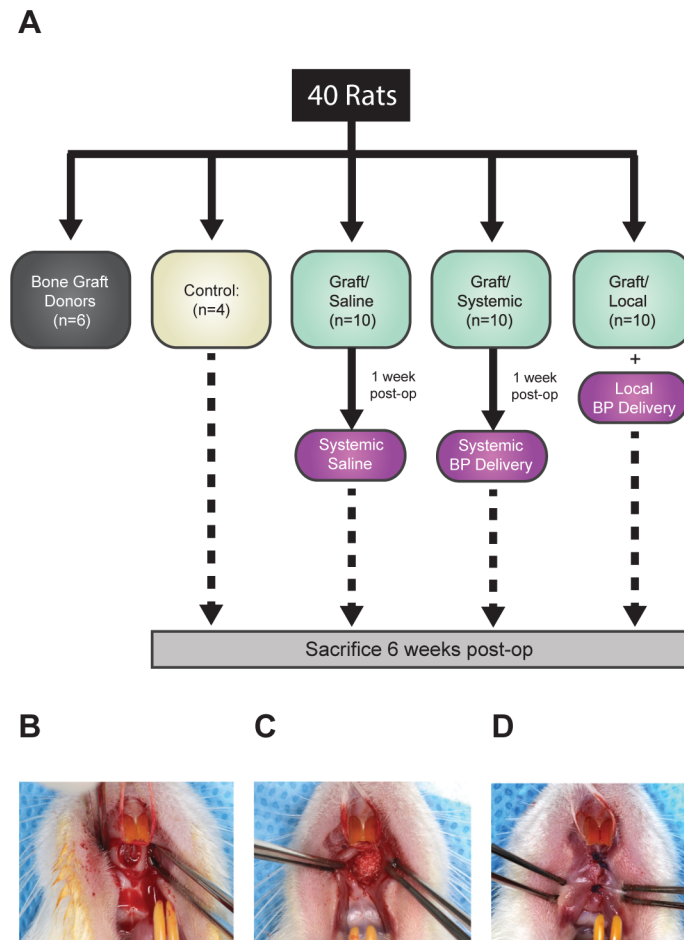 A
40 Rats
Bone Graft
Donors
(n=6)
Control:
(n=4)
Graft/
Saline
(n=10)
Graft/
Systemic
(n=10)
Graft/
Local
(n=10)
+
1 week
post-op
1 week
post-op
Local
BP Delivery
Systemic
Saline
Systemic
BP Delivery
Sacrifice 6 weeks post-op
B
C
D